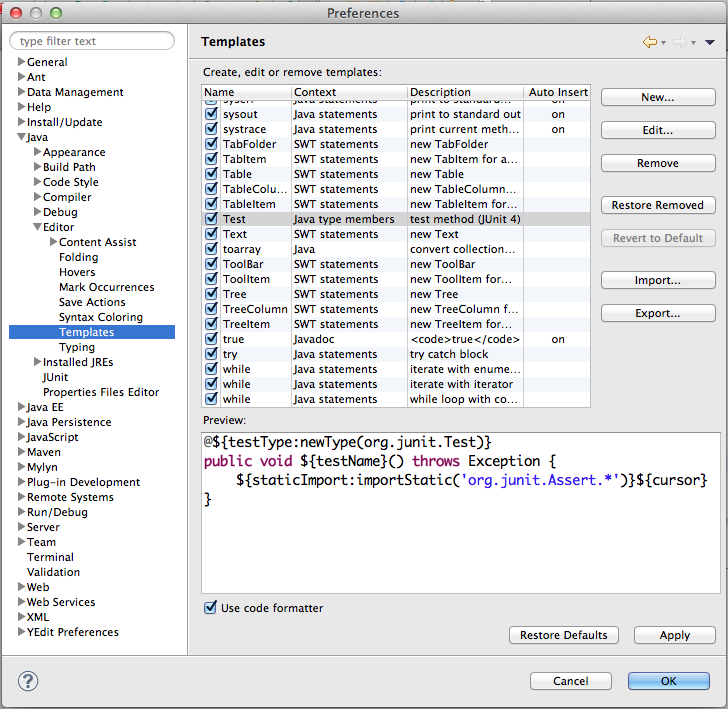 Preferences
type filter text
General
Ant
Data Management
Help
Install/Update
Java
Appearance
Build Path
Code Style
Compiler
Debug
Editor
Content Assist
Folding
Hovers
Mark Occurrences
Save Actions
Syntax Coloring
Templates
Typing
Installed JREs
JUnit
Properties Files Editor
Java EE
Java Persistence
JavaScript
Maven
Mylyn
Plug-in Development
Remote Systems
Run/Debug
Server
Team
Terminal
Validation
Web
Web Services
XML
YEdit Preferences
Templates
Create, edit or remove templates:
Name Context Description Auto Insert
syserr Java statements print to standard... on
sysout Java statements print to standard out on
systrace Java statements print current meth... on
TabFolder SWT statements new TabFolder
TabItem SWT statements new TabItem for a...
Table SWT statements new Table
TableColu... SWT statements new TableColumn...
TableItem SWT statements new TableItem for...
Test Java type members test method (JUnit 4)
Text SWT statements new Text
toarray Java convert collection...
ToolBar SWT statements new ToolBar
ToolItem SWT statements new ToolItem for...
Tree SWT statements new Tree
TreeColumn SWT statements new TreeColumn f...
TreeItem SWT statements new TreeItem for...
true Javadoc <code>true</code> on
try Java statements try catch block
while Java statements iterate with enume...
while Java statements iterate with iterator
while Java statements while loop with co...
New...
Edit...
Remove
Restore Removed
Revert to Default
Import...
Export...
Preview:
@${testType:newType(org.junit.Test)}
public void ${testName}() throws Exception {
${staticImport:importStatic('org.junit.Assert.*')}${cursor}
}
Use code formatter
Restore Defaults
Apply
?
Cancel
OK